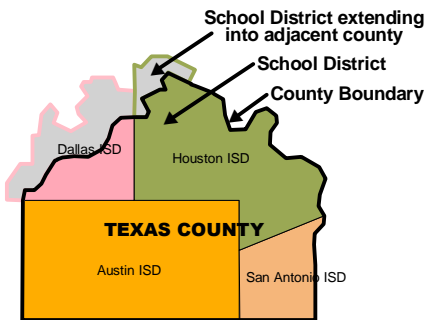 School District extending
into adjacent county
School District
County Boundary
Dallas ISD
Houston ISD
TEXAS COUNTY
Austin ISD
San Antonio ISD